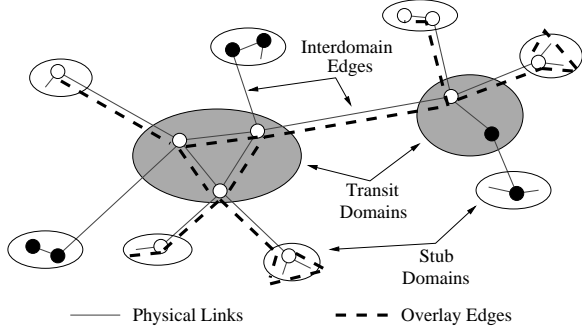 Interdomain
Edges
Transit
Domains
Stub
Domains
Physical Links
Overlay Edges